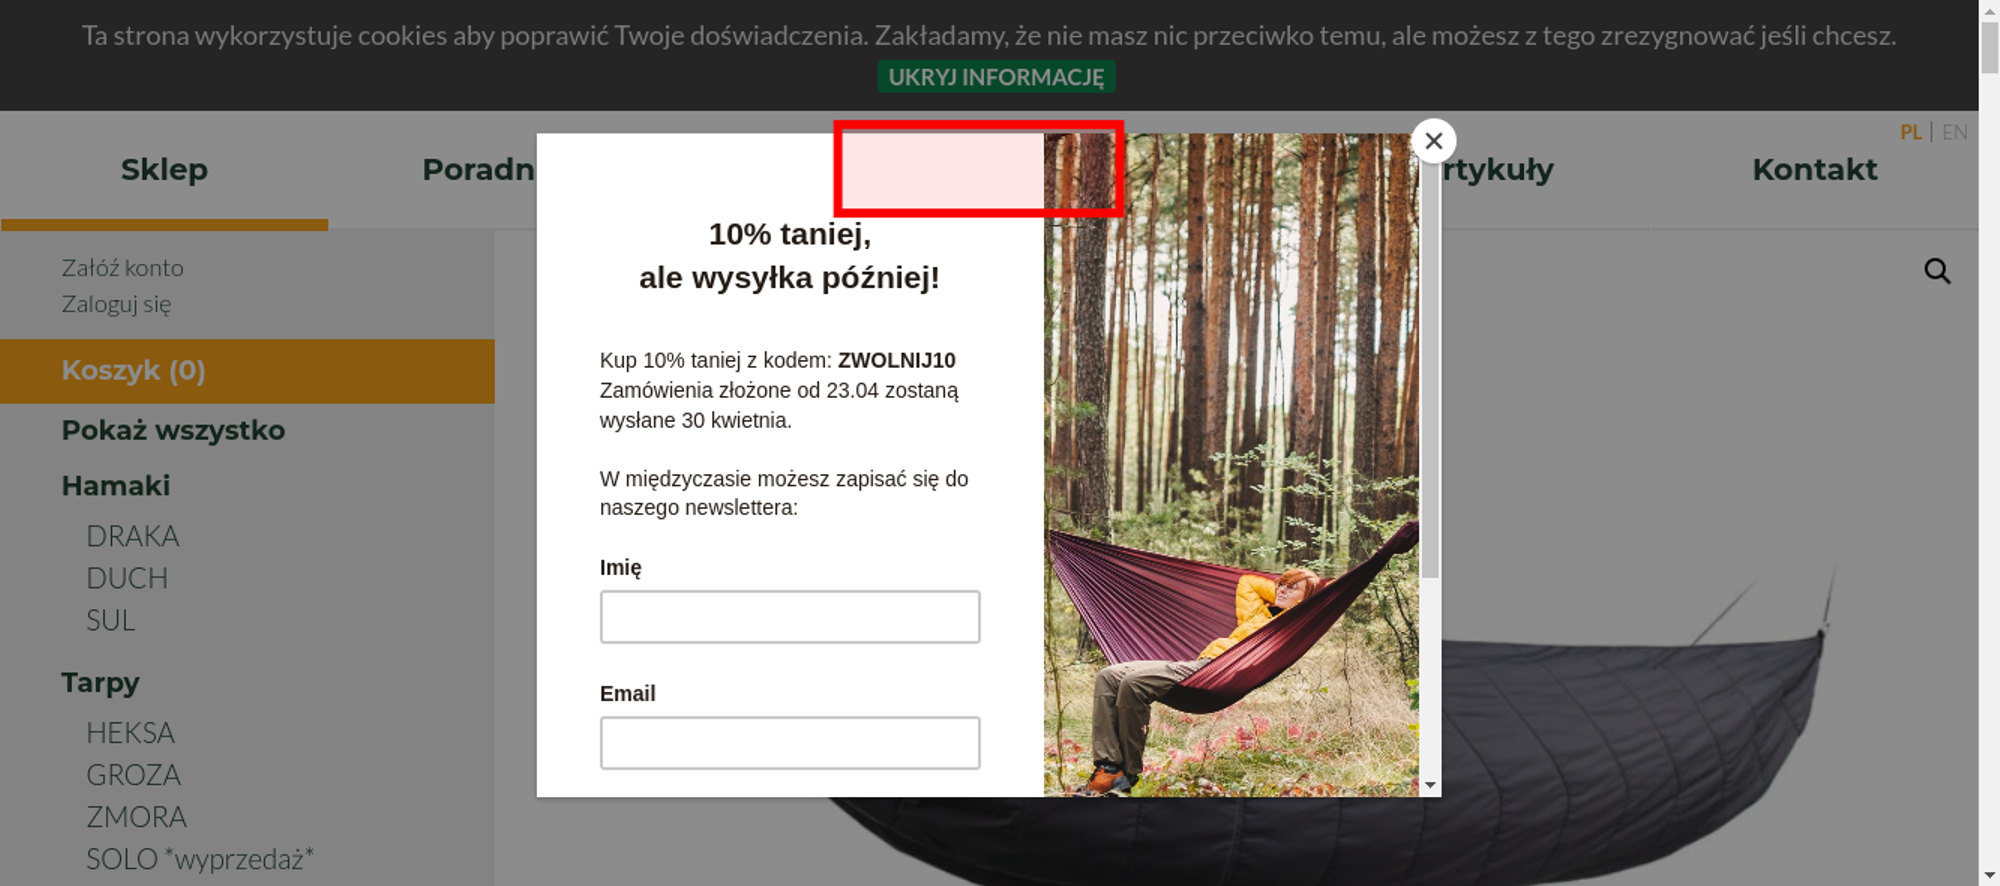 Ta strona wykorzystuje cookies aby poprawić Twoje doświadczenia. Zakładamy, że nie masz nic przeciwko temu, ale możesz z tego zrezygnować jeśli chcesz.
UKRYJ INFORMACJĘ
PL | EN
Sklep
Poradn
rtykuły
Kontakt
Załóż konto
Zaloguj się
Koszyk (0)
Pokaż wszystko
Hamaki
DRAKA
DUCH
SUL
Tarpy
HEKSA
GROZA
ZMORA
SOLO *wyprzedaż*
10% taniej,
ale wysyłka później!
Kup 10% taniej z kodem: ZWOLNIJ10
Zamówienia złożone od 23.04 zostaną
wysłane 30 kwietnia.
W międzyczasie możesz zapisać się do
naszego newslettera:
Imię
Email